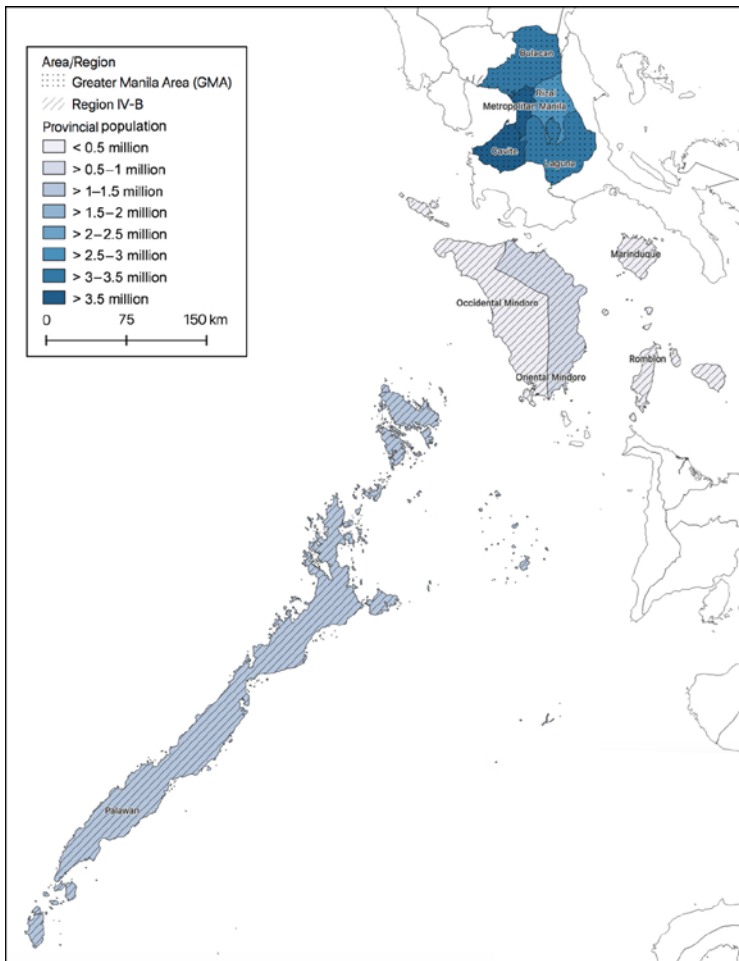 Area/Region
Greater Manila Area (GMA)
Region IV-B
Provincial population
< 0.5 million
> 0.5–1 million
> 1–1.5 million
> 1.5–2 million
> 2–2.5 million
> 2.5–3 million
> 3–3.5 million
> 3.5 million
0 75 150 km
Bulacan
Rizal
Metropolitan Manila
Cavite
Laguna
Marinduque
Occidental Mindoro
Romblon
Oriental Mindoro
Palawan